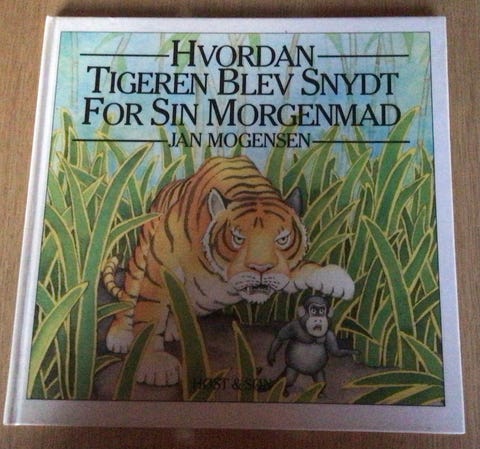 HVORDAN
TIGEREN BLEV SNYDT
FOR SIN MORGENMAD
JAN MOGENSEN
HØST & SØN